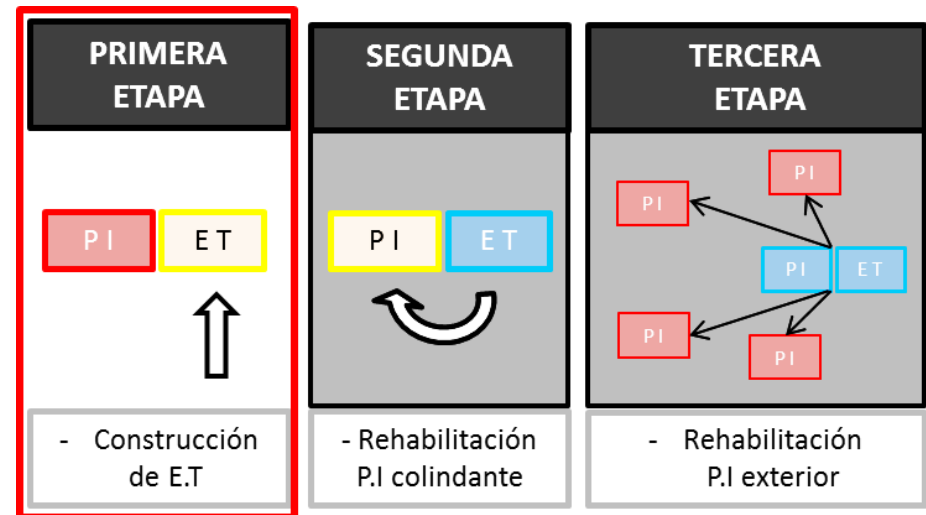 PRIMERA
ETAPA
P I
E T
- Construcción
de E.T
SEGUNDA
ETAPA
P I
E T
- Rehabilitación
P.I colindante
TERCERA
ETAPA
P I
P I
P I
E T
P I
P I
- Rehabilitación
P.I exterior